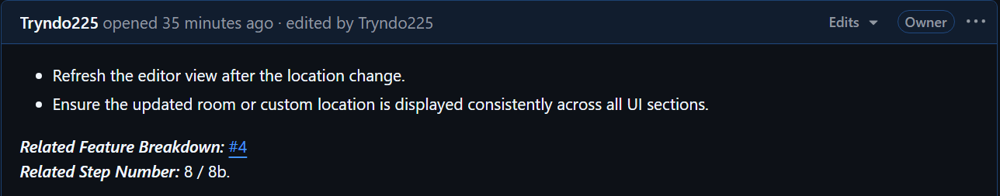 Tryndo225 opened 35 minutes ago · edited by Tryndo225 Edits Owner
• Refresh the editor view after the location change.
• Ensure the updated room or custom location is displayed consistently across all UI sections.
Related Feature Breakdown: #4
Related Step Number: 8 / 8b.